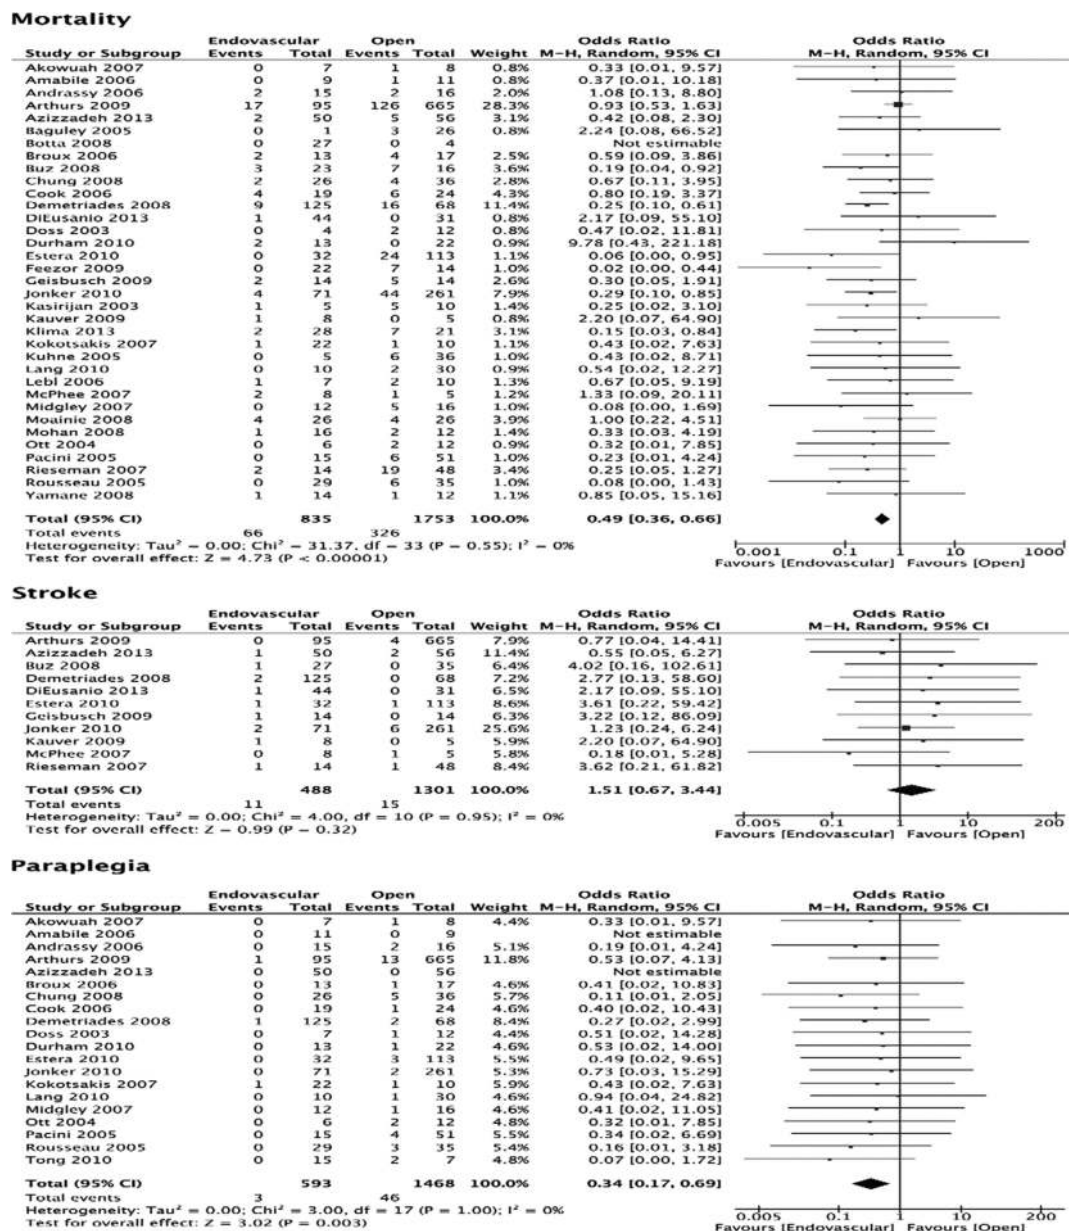 Mortality
Endovascular Open Odds Ratio Odds Ratio
Study or Subgroup Events Total Events Total Weight M-H, Random, 95% CI M-H, Random, 95% CI
Akowuah 2007 0 7 1 8 0.8% 0.33 [0.01, 9.57]
Amabile 2006 0 9 1 11 0.8% 0.37 [0.01, 10.18]
Andrassy 2006 2 15 2 16 2.1% 1.08 [0.13, 8.80]
Arthurs 2009 17 95 126 665 28.3% 0.93 [0.53, 1.63]
Azizzadeh 2013 2 50 5 56 3.1% 0.42 [0.08, 2.30]
Baguley 2005 0 1 3 26 0.8% 2.24 [0.08, 66.52]
Botta 2008 0 27 0 4 Not estimable
Broux 2006 2 13 4 17 2.5% 0.59 [0.09, 3.86]
Buz 2008 3 23 7 16 3.6% 0.19 [0.04, 0.92]
Chung 2008 2 26 4 36 2.8% 0.67 [0.11, 3.95]
Cook 2006 4 19 6 24 4.3% 0.80 [0.19, 3.37]
Demetriades 2008 9 125 16 68 11.4% 0.25 [0.10, 0.61]
DiEusanio 2013 1 44 0 31 0.8% 2.17 [0.09, 55.10]
Doss 2003 0 4 2 12 0.8% 0.47 [0.02, 11.81]
Durham 2010 2 13 0 22 0.9% 9.78 [0.43, 221.18]
Estera 2010 0 32 24 113 1.1% 0.06 [0.00, 0.95]
Feezor 2009 0 22 7 14 1.0% 0.02 [0.00, 0.44]
Geisbusch 2009 2 14 5 14 2.6% 0.30 [0.05, 1.91]
Jonker 2010 4 71 44 261 7.9% 0.29 [0.10, 0.85]
Kasirijan 2003 1 5 5 10 1.4% 0.25 [0.02, 3.10]
Kauver 2009 1 8 0 5 0.8% 2.20 [0.07, 64.90]
Klima 2013 2 28 7 21 3.1% 0.15 [0.03, 0.84]
Kokotsakis 2007 1 22 1 10 1.1% 0.43 [0.02, 7.63]
Kuhne 2005 0 5 6 36 1.0% 0.43 [0.02, 8.71]
Lang 2010 0 10 2 30 0.9% 0.54 [0.02, 12.27]
Lebl 2006 1 7 2 10 1.3% 0.67 [0.05, 9.19]
McPhee 2007 2 8 1 5 1.2% 1.33 [0.09, 20.11]
Midgley 2007 0 12 5 16 1.0% 0.08 [0.00, 1.69]
Moainie 2008 4 26 4 26 3.9% 1.00 [0.22, 4.51]
Mohan 2008 1 16 2 12 1.4% 0.33 [0.03, 4.19]
Ott 2004 0 6 2 12 0.9% 0.32 [0.01, 7.85]
Pacini 2005 0 15 6 51 1.0% 0.23 [0.01, 4.24]
Rieseman 2007 2 14 19 48 3.4% 0.25 [0.05, 1.27]
Rousseau 2005 0 29 6 35 1.0% 0.08 [0.00, 1.43]
Yamane 2008 1 14 1 12 1.1% 0.85 [0.05, 15.16]
Total (95% CI) 835 1753 100.0% 0.49 [0.36, 0.66]
Total events 66 326
Heterogeneity: Tau² = 0.00; Chi² = 31.37, df = 33 (P = 0.55); I² = 0%
Test for overall effect: Z = 4.73 (P < 0.00001)
0.001 0.1 1 10 1000
Favours [Endovascular] Favours [Open]
Stroke
Endovascular Open Odds Ratio Odds Ratio
Study or Subgroup Events Total Events Total Weight M-H, Random, 95% CI M-H, Random, 95% CI
Arthurs 2009 0 95 4 665 7.9% 0.77 [0.04, 14.41]
Azizzadeh 2013 1 50 2 56 11.4% 0.55 [0.05, 6.27]
Buz 2008 1 27 0 35 6.4% 4.02 [0.16, 102.61]
Demetriades 2008 2 125 0 68 7.2% 2.77 [0.13, 58.60]
DiEusanio 2013 1 44 0 31 6.5% 2.17 [0.09, 55.10]
Estera 2010 1 32 1 113 8.6% 3.61 [0.22, 59.42]
Geisbusch 2009 1 14 0 14 6.3% 3.22 [0.12, 86.09]
Jonker 2010 2 71 6 261 25.6% 1.23 [0.24, 6.24]
Kauver 2009 1 8 0 5 5.9% 2.20 [0.07, 64.90]
McPhee 2007 0 8 1 5 5.8% 0.18 [0.01, 5.28]
Rieseman 2007 1 14 1 48 8.4% 3.62 [0.21, 61.82]
Total (95% CI) 488 1301 100.0% 1.51 [0.67, 3.44]
Total events 11 15
Heterogeneity: Tau² = 0.00; Chi² = 4.00, df = 10 (P = 0.95); I² = 0%
Test for overall effect: Z = 0.99 (P = 0.32)
0.005 0.1 1 10 200
Favours [Endovascular] Favours [Open]
Paraplegia
Endovascular Open Odds Ratio Odds Ratio
Study or Subgroup Events Total Events Total Weight M-H, Random, 95% CI M-H, Random, 95% CI
Akowuah 2007 0 7 1 8 4.4% 0.33 [0.01, 9.57]
Amabile 2006 0 11 0 9 Not estimable
Andrassy 2006 0 15 2 16 5.1% 0.19 [0.01, 4.24]
Arthurs 2009 1 95 13 665 11.8% 0.53 [0.07, 4.13]
Azizzadeh 2013 0 50 0 56 Not estimable
Broux 2006 0 13 1 17 4.6% 0.41 [0.02, 10.83]
Chung 2008 0 26 5 36 5.7% 0.11 [0.01, 2.05]
Cook 2006 0 19 1 24 4.6% 0.40 [0.02, 10.43]
Demetriades 2008 1 125 2 68 8.4% 0.27 [0.02, 2.99]
Doss 2003 0 7 1 12 4.4% 0.51 [0.02, 14.28]
Durham 2010 0 13 1 22 4.6% 0.53 [0.02, 14.00]
Estera 2010 0 32 3 113 5.5% 0.49 [0.02, 9.65]
Jonker 2010 0 71 2 261 5.3% 0.73 [0.03, 15.29]
Kokotsakis 2007 1 22 1 10 5.9% 0.43 [0.02, 7.63]
Lang 2010 0 10 1 30 4.6% 0.94 [0.04, 24.82]
Midgley 2007 0 12 1 16 4.6% 0.41 [0.02, 11.05]
Ott 2004 0 6 2 12 4.8% 0.32 [0.01, 7.85]
Pacini 2005 0 15 4 51 5.5% 0.34 [0.02, 6.69]
Rousseau 2005 0 29 3 35 5.4% 0.16 [0.01, 3.18]
Tong 2010 0 15 2 7 4.8% 0.07 [0.00, 1.72]
Total (95% CI) 593 1468 100.0% 0.34 [0.17, 0.69]
Total events 3 46
Heterogeneity: Tau² = 0.00; Chi² = 3.00, df = 17 (P = 1.00); I² = 0%
Test for overall effect: Z = 3.02 (P = 0.003)
0.005 0.1 1 10 200
Favours [Endovascular] Favours [Open]